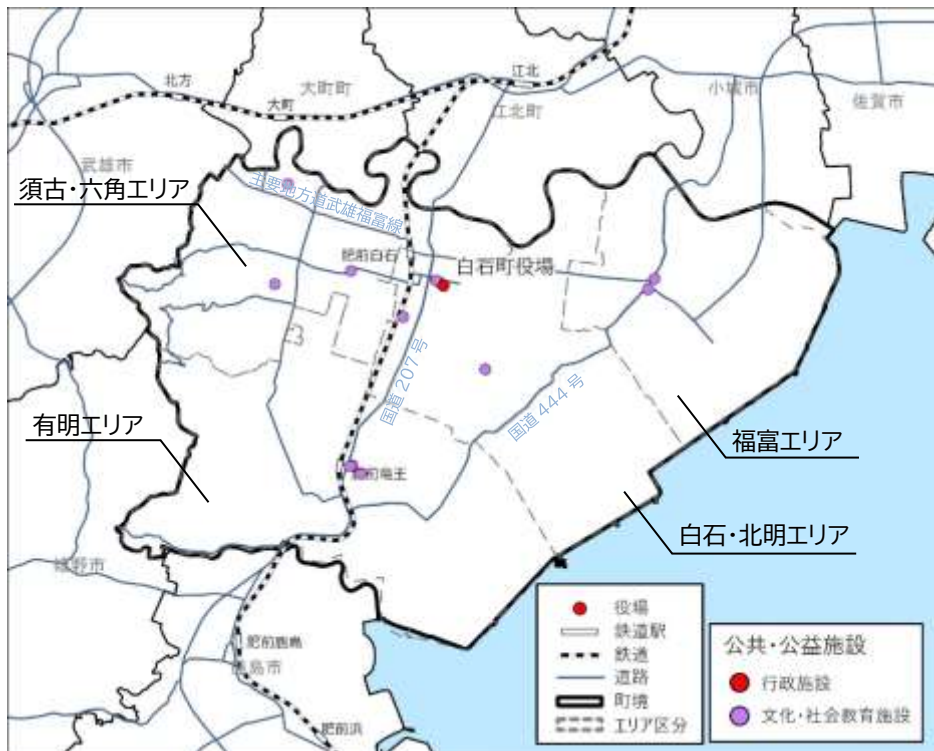 北方
江北
大町町
小城市
大町
佐賀市
江北町
武雄市
須古・六角エリア
主要地方道武雄福富線
肥前白石
白石町役場
国道 207 号
国道 444 号
有明エリア
福富エリア
肥前竜王
白石・北明エリア
嬉野市
肥前鹿島
鹿島市
肥前浜
役場
鉄道駅
鉄道
道路
町境
エリア区分
公共・公益施設
行政施設
文化・社会教育施設